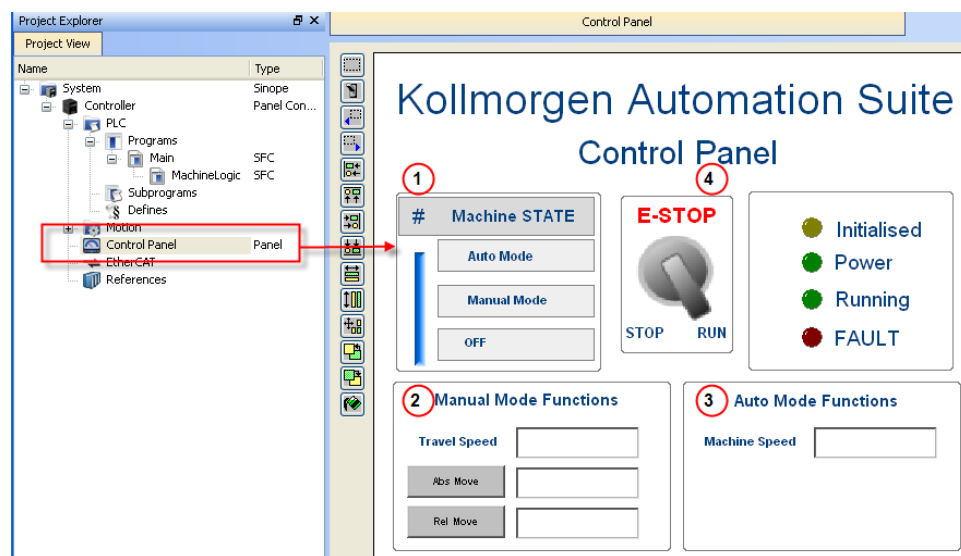 Project Explorer
Project View
Name Type
System Sinope
Controller Panel Con...
PLC
Programs
Main SFC
MachineLogic SFC
Subprograms
Defines
Motion
Control Panel Panel
EtherCAT
References
Control Panel
Kollmorgen Automation Suite
Control Panel
1
# Machine STATE
Auto Mode
Manual Mode
OFF
4
E-STOP
STOP RUN
Initialised
Power
Running
FAULT
2 Manual Mode Functions
Travel Speed
Abs Move
Rel Move
3 Auto Mode Functions
Machine Speed